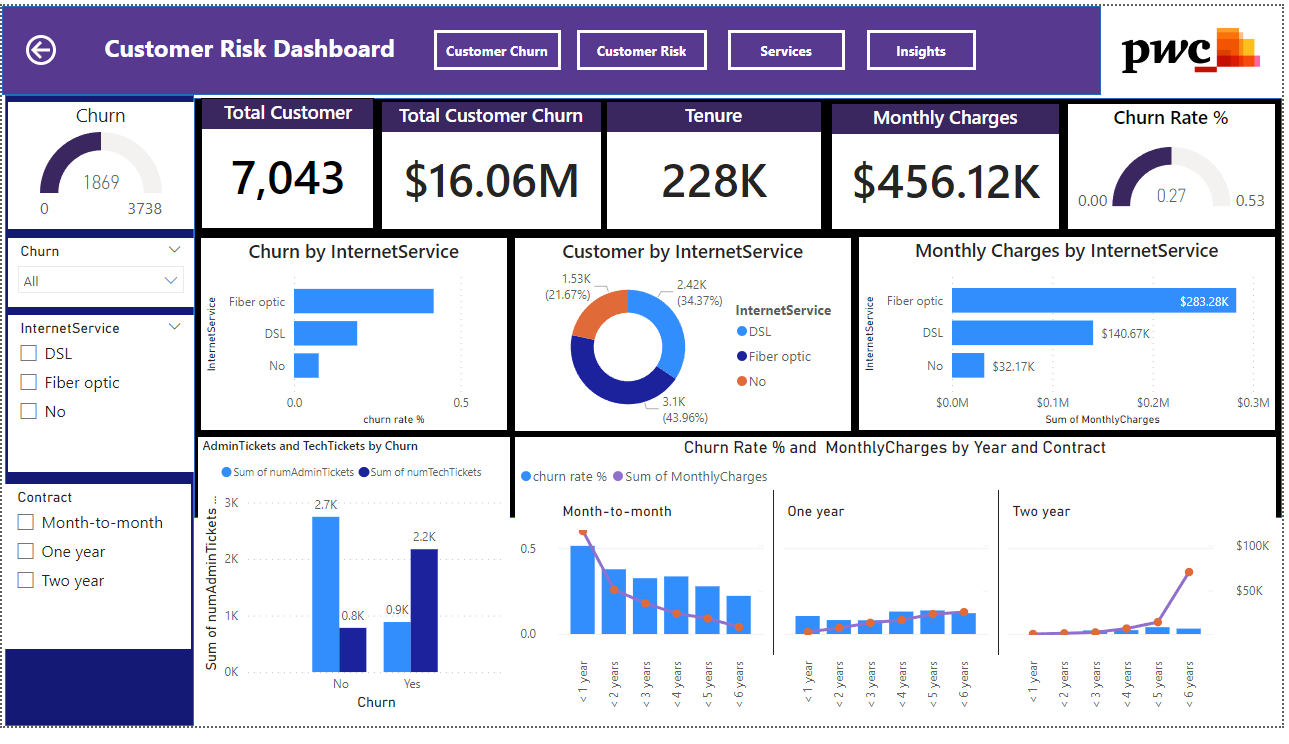 Customer Risk Dashboard
Customer Churn
Customer Risk
Services
Insights
pwc
Churn
1869
0
3738
Total Customer
7,043
Total Customer Churn
$16.06M
Tenure
228K
Monthly Charges
$456.12K
Churn Rate %
0.00
0.27
0.53
Churn
All
InternetService
DSL
Fiber optic
No
Contract
Month-to-month
One year
Two year
Churn by InternetService
InternetService
Fiber optic
DSL
No
0.0
0.5
churn rate %
Customer by InternetService
1.53K
(21.67%)
2.42K
(34.37%)
3.1K
(43.96%)
InternetService
DSL
Fiber optic
No
Monthly Charges by InternetService
InternetService
Fiber optic
$283.28K
DSL
$140.67K
No
$32.17K
$0.0M
$0.1M
$0.2M
$0.3M
Sum of MonthlyCharges
AdminTickets and TechTickets by Churn
Sum of numAdminTickets
Sum of numTechTickets
Sum of numAdminTickets ...
3K
2K
1K
0K
2.7K
0.8K
0.9K
2.2K
No
Yes
Churn
Churn Rate % and MonthlyCharges by Year and Contract
churn rate %
Sum of MonthlyCharges
Month-to-month
One year
Two year
0.5
0.0
$100K
$50K
< 1 year
< 2 years
< 3 years
< 4 years
< 5 years
< 6 years
< 1 year
< 2 years
< 3 years
< 4 years
< 5 years
< 6 years
< 1 year
< 2 years
< 3 years
< 4 years
< 5 years
< 6 years